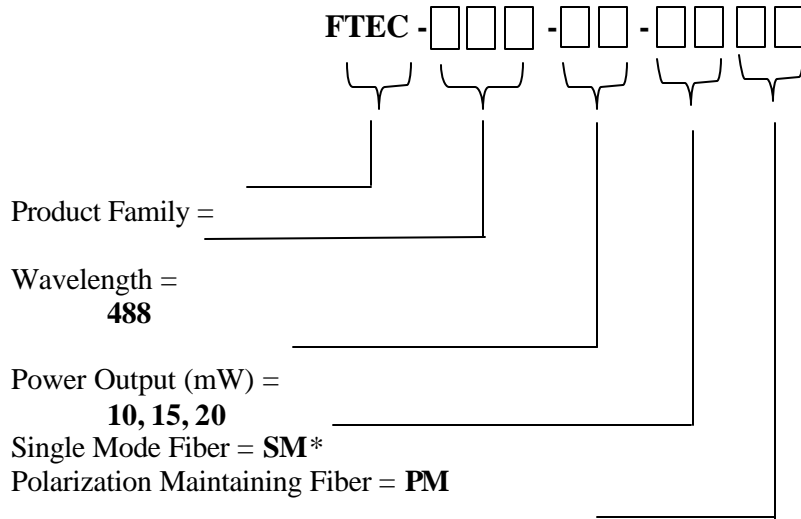 FTEC - □□□ - □□ - □□ □□
Product Family =
Wavelength =
488
Power Output (mW) =
10, 15, 20
Single Mode Fiber = SM*
Polarization Maintaining Fiber = PM